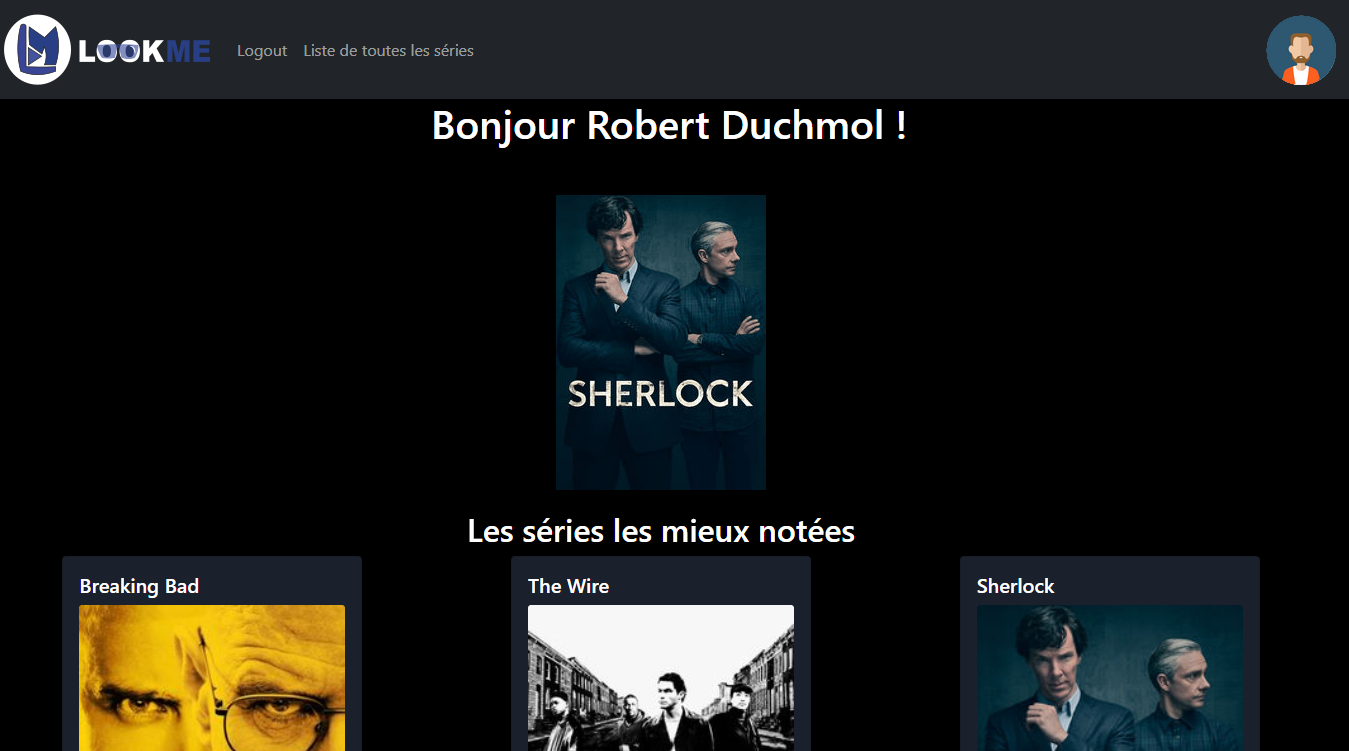 LOOKME
Logout
Liste de toutes les séries
Bonjour Robert Duchmol !
SHERLOCK
Les séries les mieux notées
Breaking Bad
The Wire
Sherlock